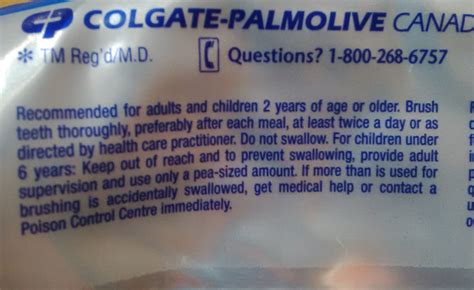 CP COLGATE-PALMOLIVE CANAD
* TM Reg'd/M.D. Questions? 1-800-268-6757
Recommended for adults and children 2 years of age or older. Brush
teeth thoroughly, preferably after each meal, at least twice a day or as
directed by health care practitioner. Do not swallow. For children under
6 years: Keep out of reach and to prevent swallowing, provide adult
supervision and use only a pea-sized amount. If more than is used for
brushing is accidentally swallowed, get medical help or contact a
Poison Control Centre immediately.